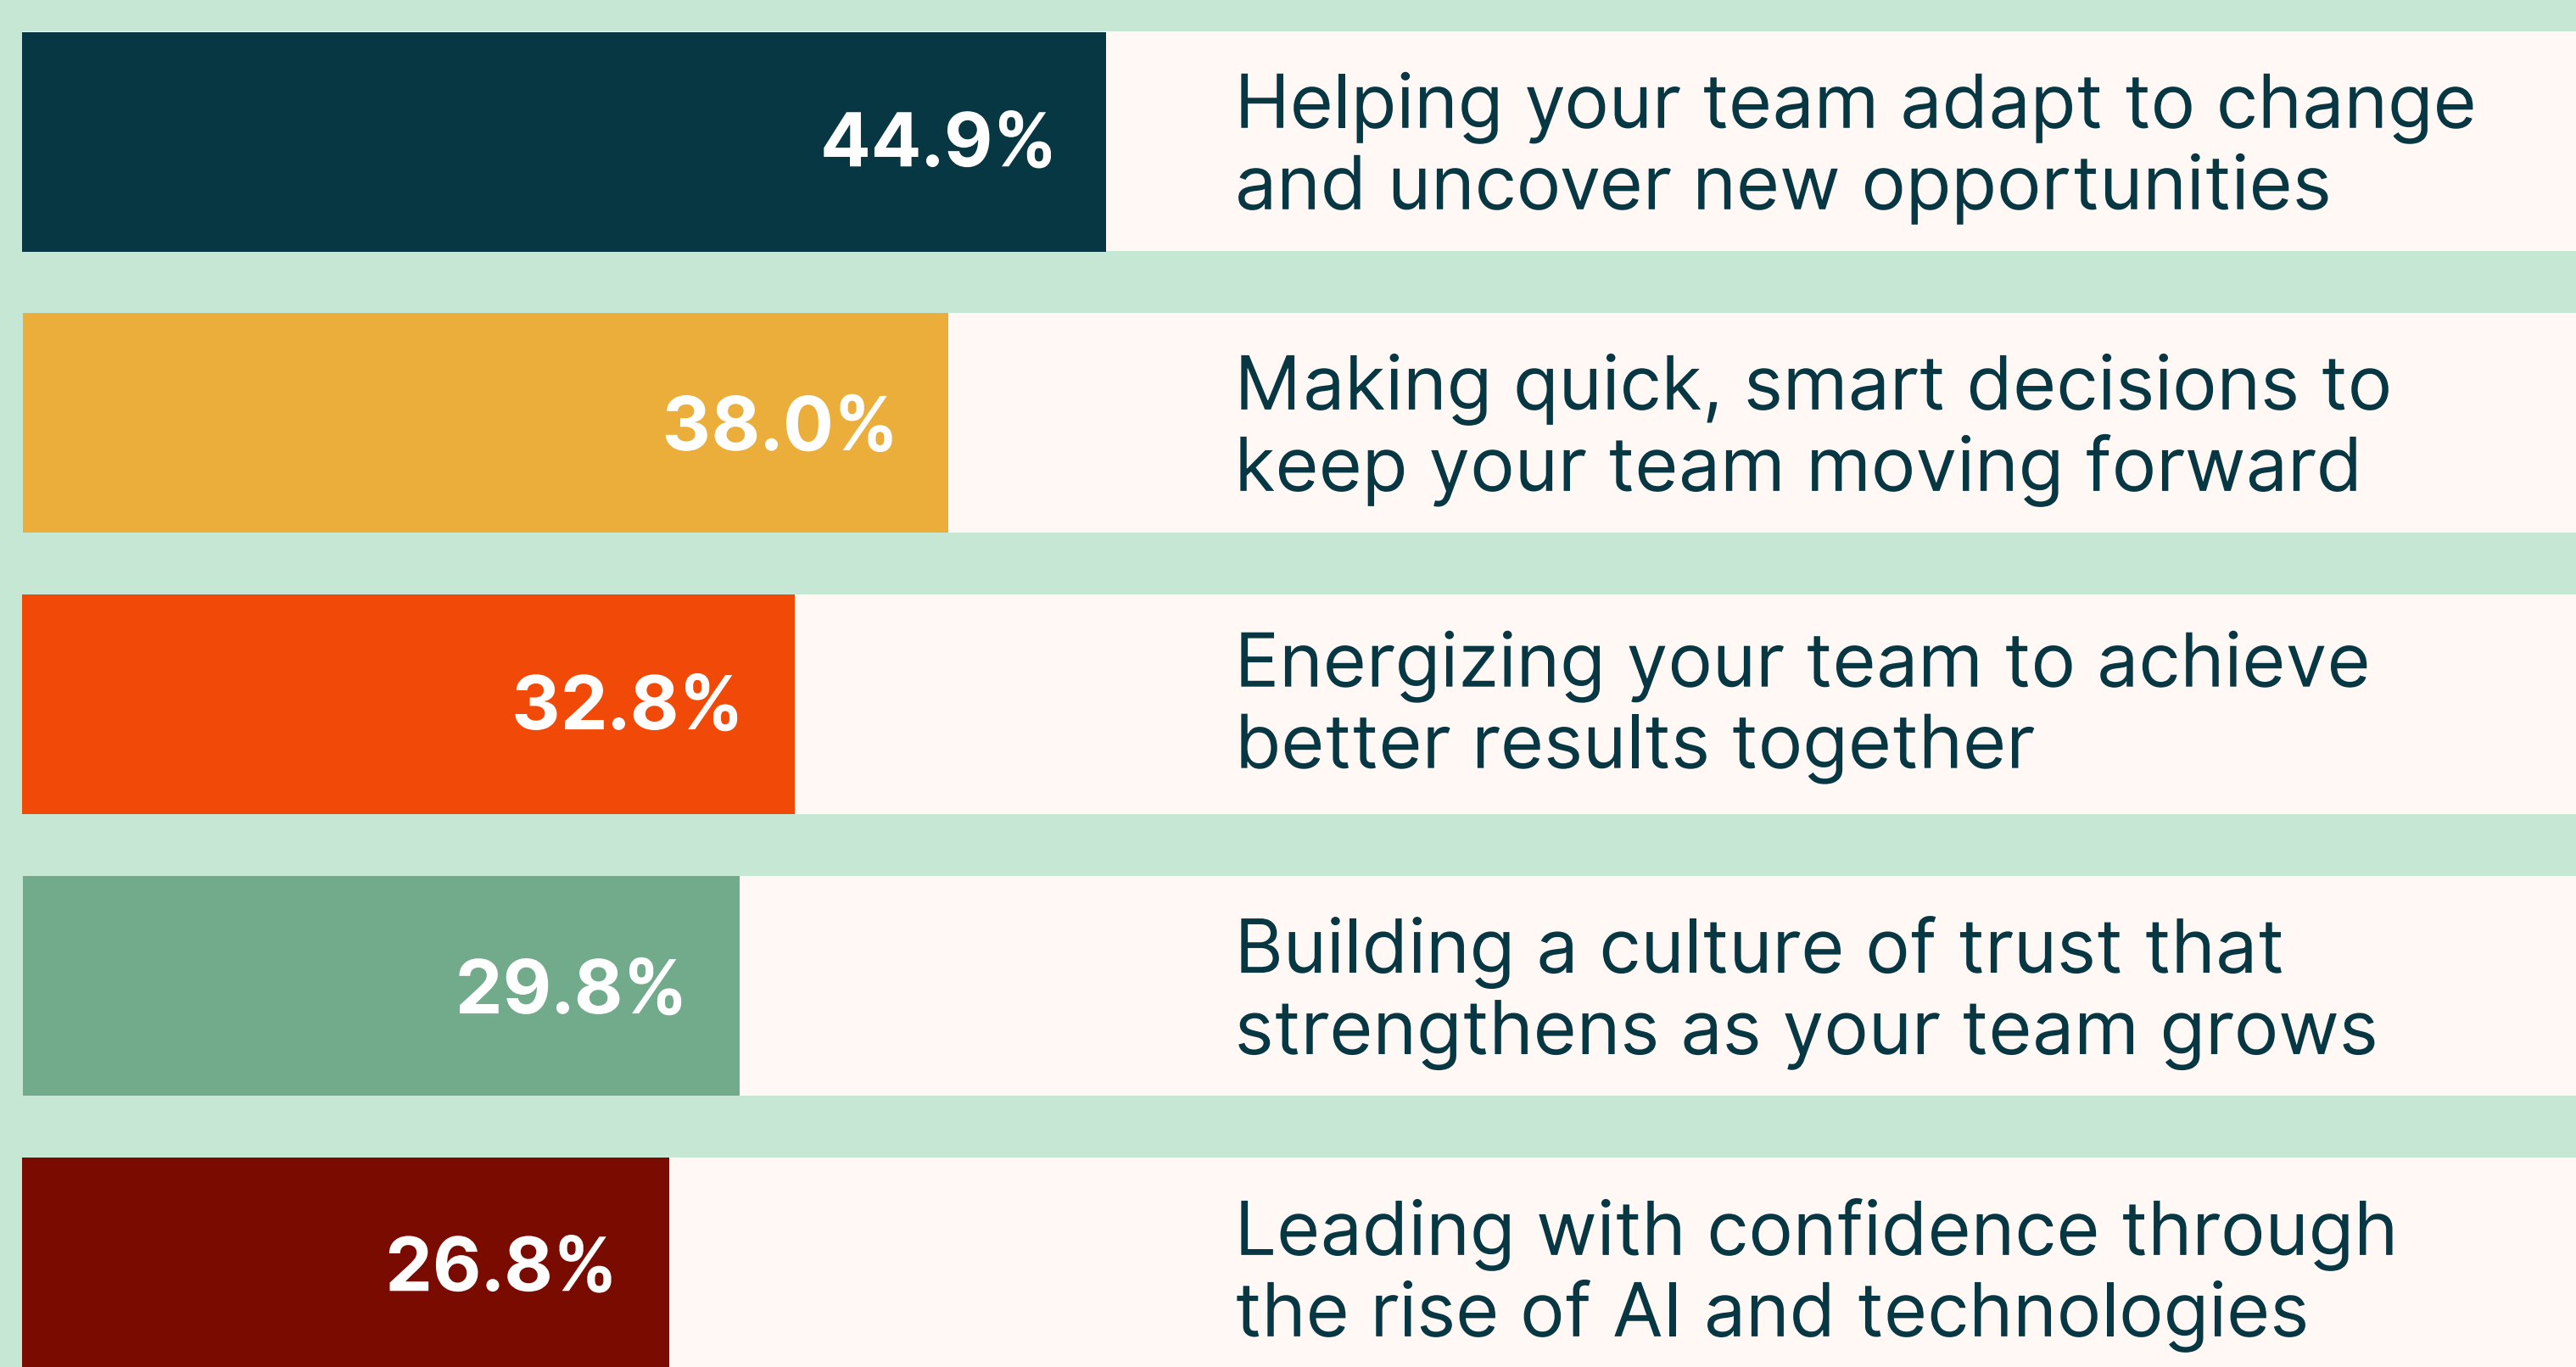 44.9%
Helping your team adapt to change
and uncover new opportunities
38.0%
Making quick, smart decisions to
keep your team moving forward
32.8%
Energizing your team to achieve
better results together
29.8%
Building a culture of trust that
strengthens as your team grows
26.8%
Leading with confidence through
the rise of AI and technologies